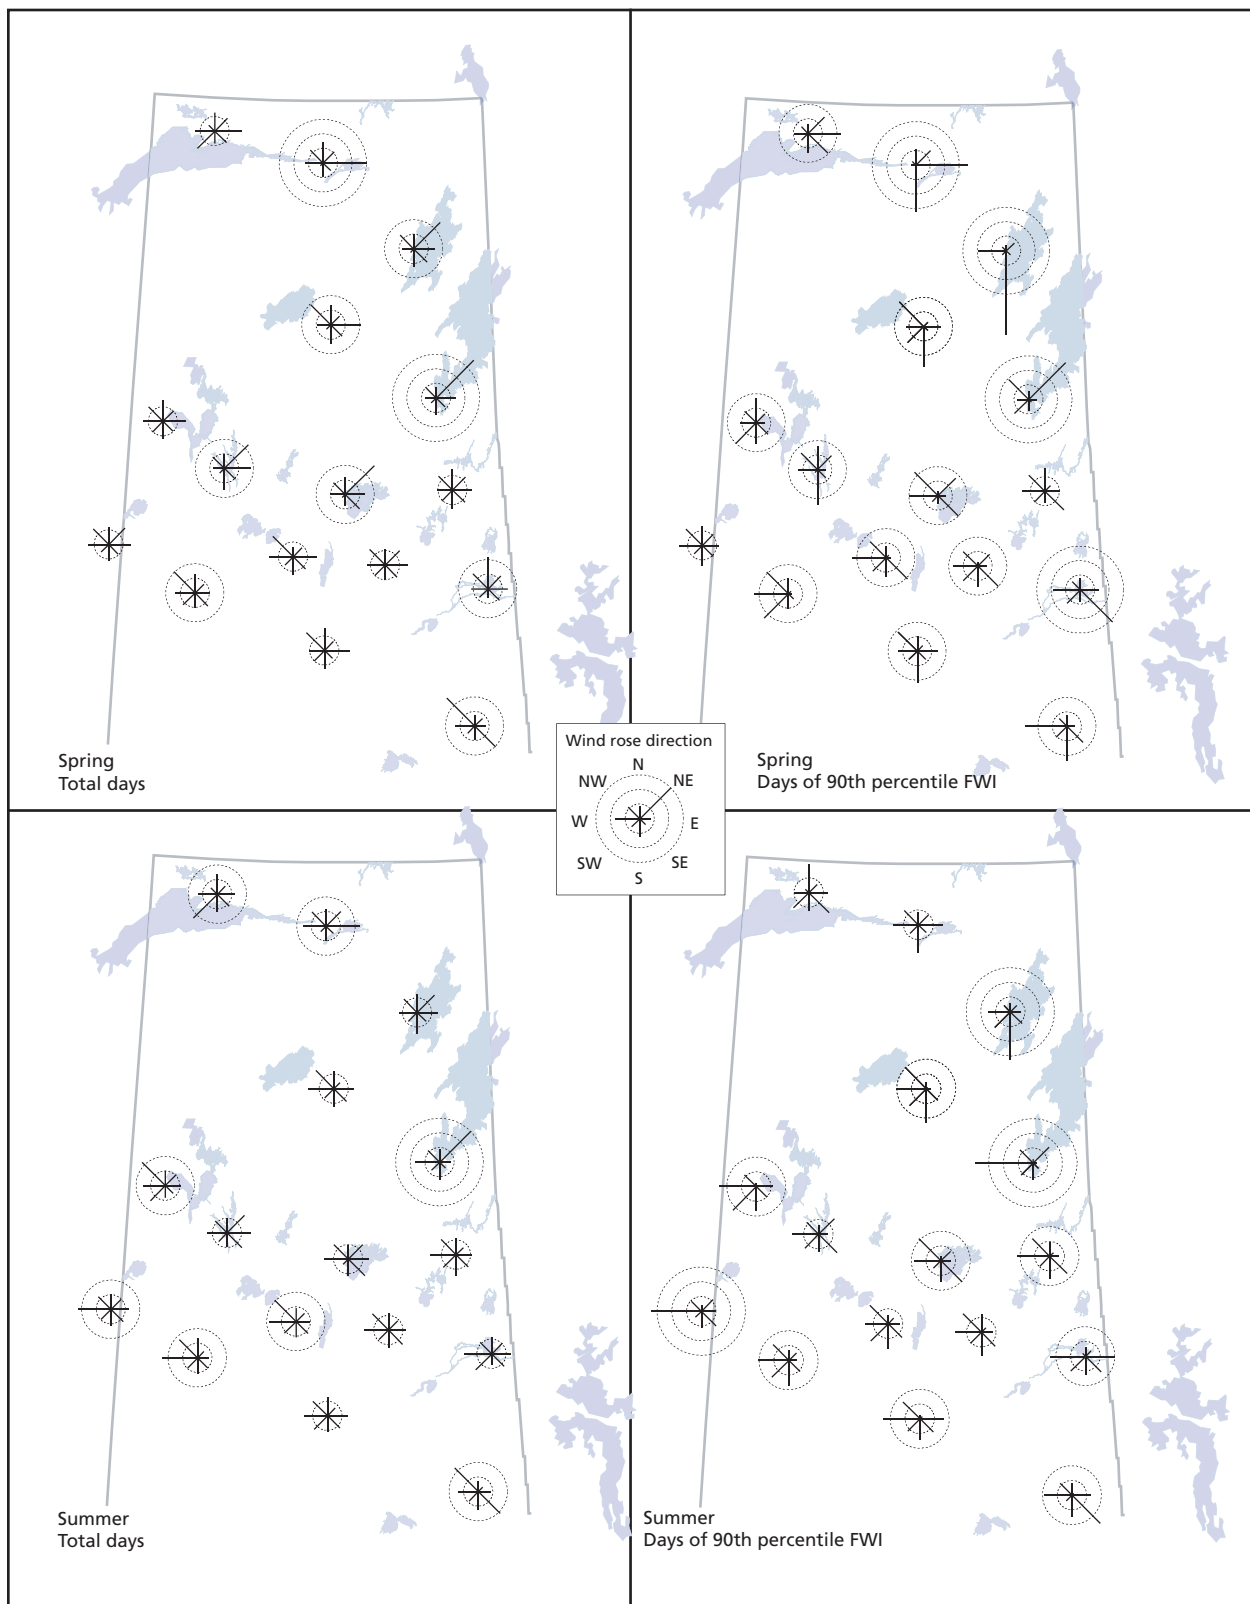 Spring
Total days
Spring
Days of 90th percentile FWI
Wind rose direction
N
NW
NE
W
E
SW
SE
S
Summer
Total days
Summer
Days of 90th percentile FWI